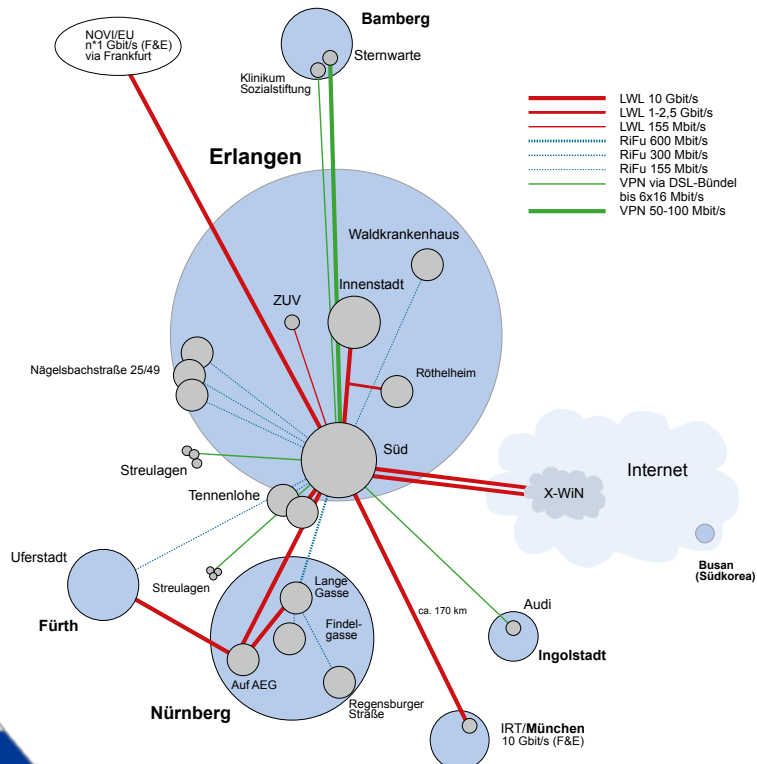 NOVI/EU
n*1 Gbit/s (F&E)
via Frankfurt
Bamberg
Sternwarte
Klinikum
Sozialstiftung
LWL 10 Gbit/s
LWL 1-2,5 Gbit/s
LWL 155 Mbit/s
RiFu 600 Mbit/s
RiFu 300 Mbit/s
RiFu 155 Mbit/s
VPN via DSL-Bündel
bis 6x16 Mbit/s
VPN 50-100 Mbit/s
Erlangen
Waldkrankenhaus
Innenstadt
ZUV
Nägelsbachstraße 25/49
Röthelheim
Süd
Streulagen
Tennenlohe
Internet
X-WiN
Busan
(Südkorea)
Uferstadt
Fürth
Streulagen
Lange
Gasse
Findel-
gasse
Auf AEG
Regensburger
Straße
Nürnberg
ca. 170 km
Audi
Ingolstadt
IRT/München
10 Gbit/s (F&E)